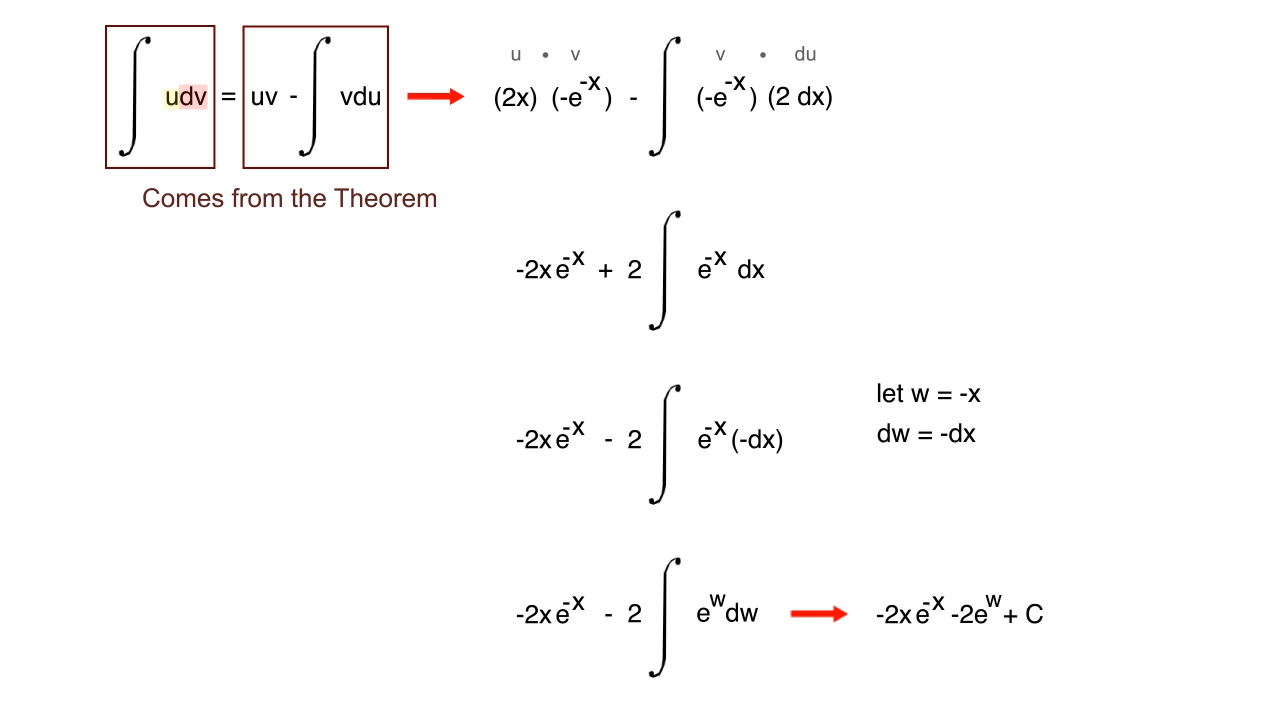 u • v v • du
∫ udv = uv - ∫ vdu (2x) (-e^-x) - ∫ (-e^-x) (2 dx)
Comes from the Theorem
-2xe^-x + 2 ∫ e^-x dx
let w = -x
-2xe^-x - 2 ∫ e^-x (-dx)
dw = -dx
-2xe^-x - 2 ∫ e^w dw -2xe^-x -2e^w + C